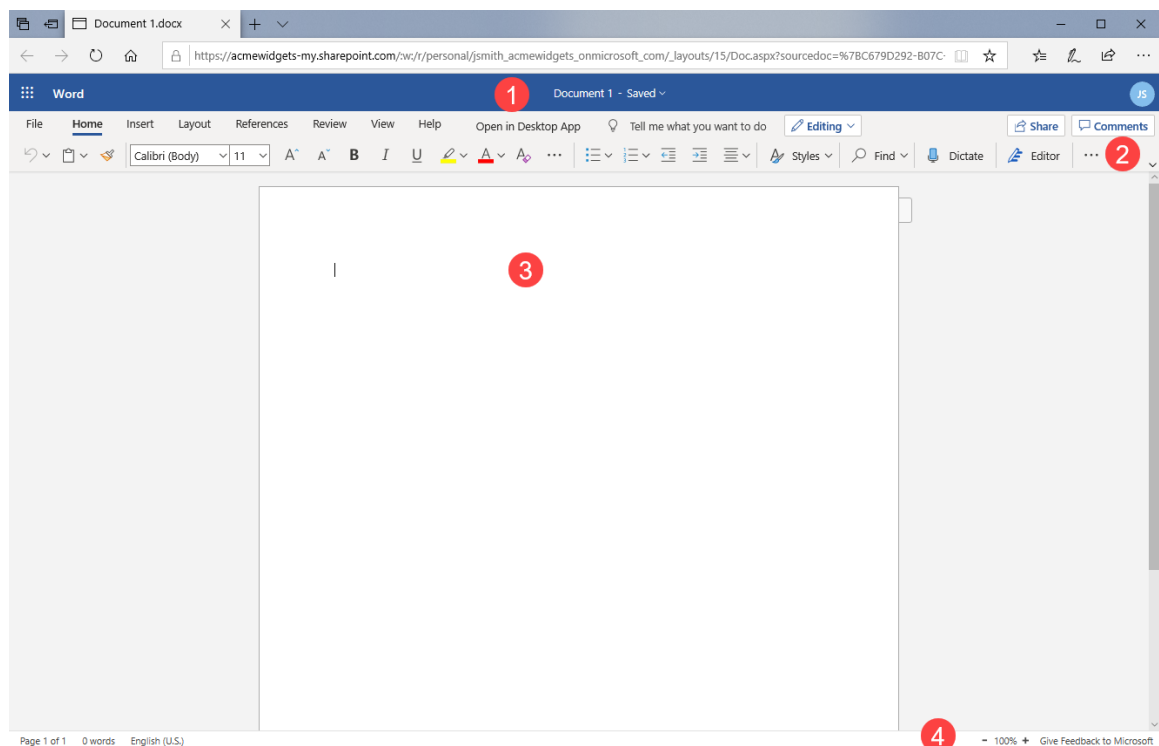 Document 1.docx
https://acmewidgets-my.sharepoint.com/:w:/r/personal/jsmith_acmewidgets_onmicrosoft_com/_layouts/15/Doc.aspx?sourcedoc=%7BC679D292-B07C-
Word 1 Document 1 - Saved JS
File Home Insert Layout References Review View Help Open in Desktop App Tell me what you want to do Editing Share Comments
Calibri (Body) 11 A A B I U A A Styles Find Dictate Editor 2
3
4
Page 1 of 1 0 words English (U.S.) - 100% + Give Feedback to Microsoft